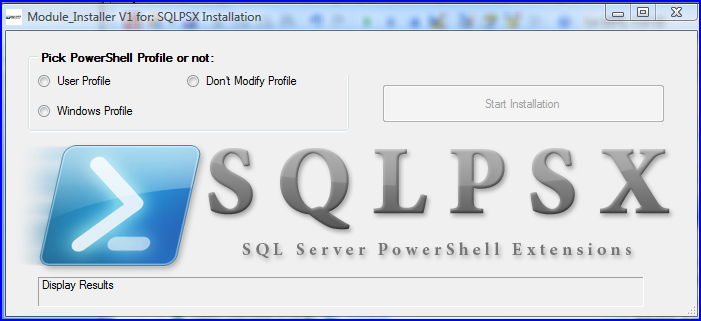 Module_Installer V1 for: SQLPSX Installation
Pick PowerShell Profile or not:
User Profile
Don't Modify Profile
Windows Profile
Start Installation
SQLPSX
SQL Server PowerShell Extensions
Display Results